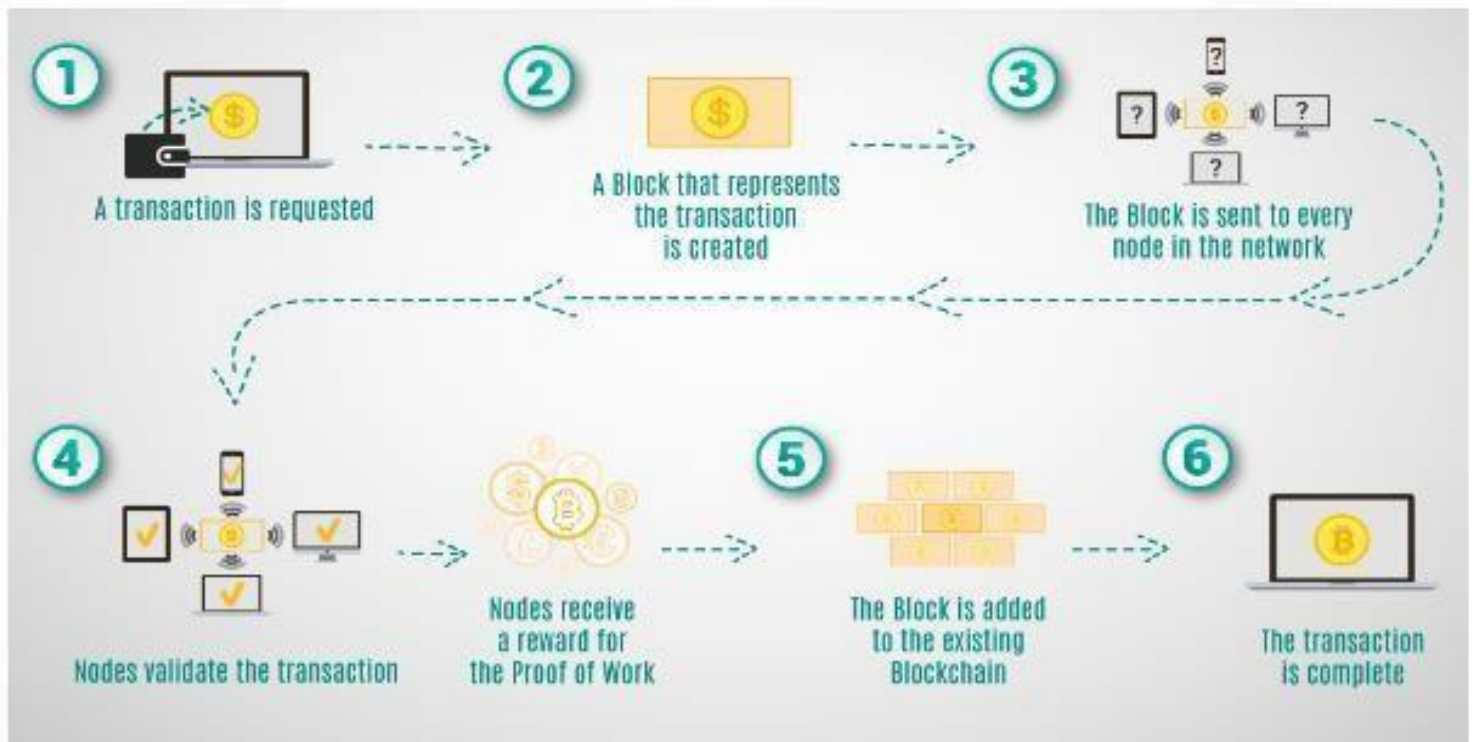 1
A transaction is requested
2
A Block that represents
the transaction
is created
3
?
?
?
?
The Block is sent to every
node in the network
4
Nodes validate the transaction
Nodes receive
a reward for
the Proof of Work
5
The Block is added
to the existing
Blockchain
6
The transaction
is complete